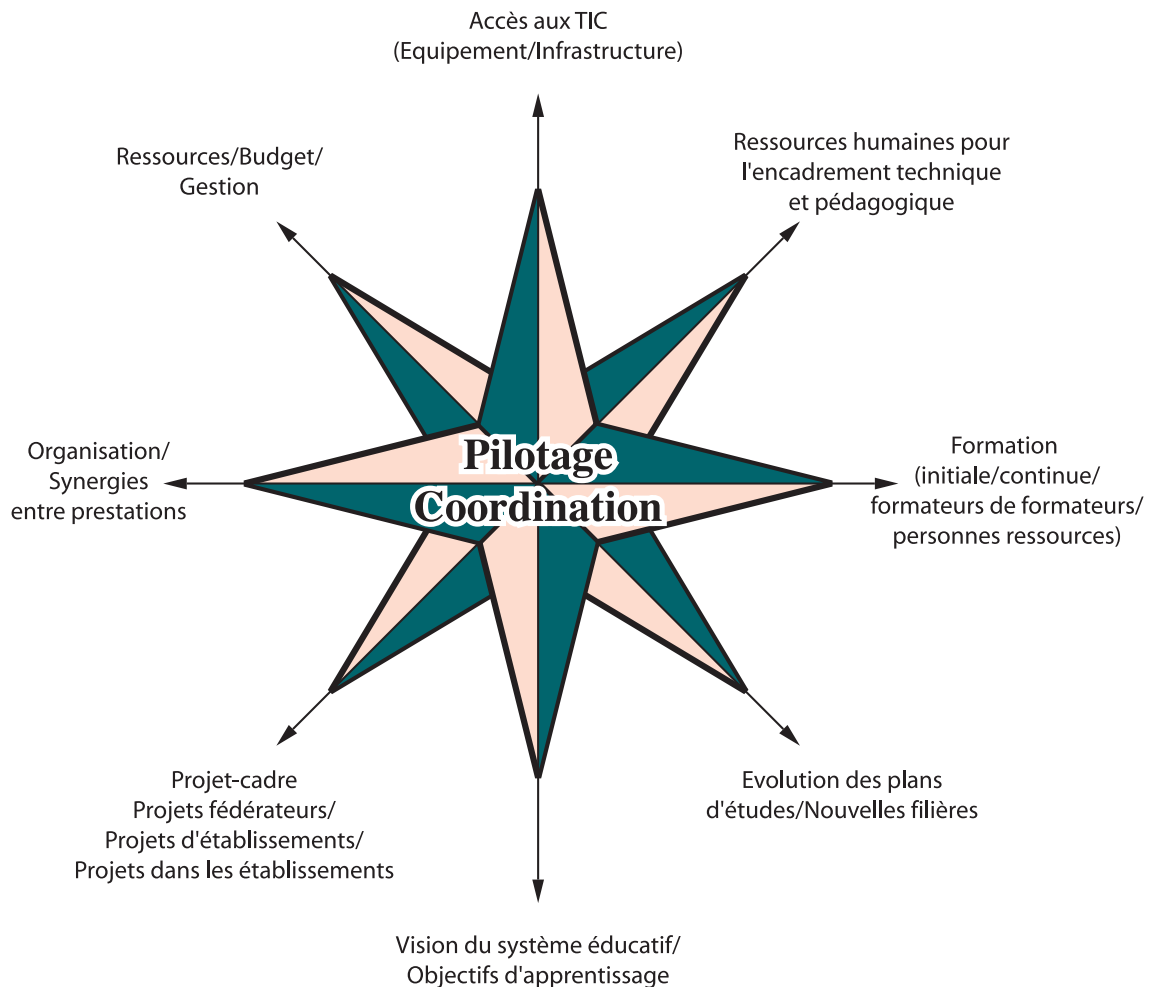 Accès aux TIC
(Equipement/Infrastructure)
Ressources/Budget/
Gestion
Ressources humaines pour
l'encadrement technique
et pédagogique
Organisation/
Synergies
entre prestations
Pilotage
Coordination
Formation
(initiale/continue/
formateurs de formateurs/
personnes ressources)
Projet-cadre
Projets fédérateurs/
Projets d'établissements/
Projets dans les établissements
Evolution des plans
d'études/Nouvelles filières
Vision du système éducatif/
Objectifs d'apprentissage